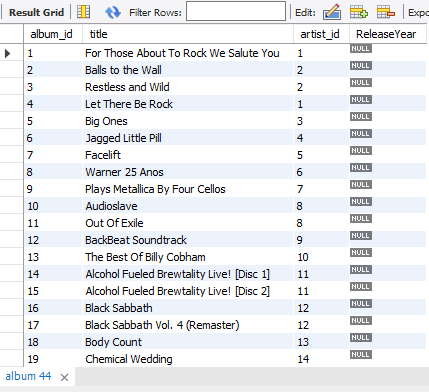 Result Grid Filter Rows: Edit: Expo
album_id title artist_id ReleaseYear
1 For Those About To Rock We Salute You 1 NULL
2 Balls to the Wall 2 NULL
3 Restless and Wild 2 NULL
4 Let There Be Rock 1 NULL
5 Big Ones 3 NULL
6 Jagged Little Pill 4 NULL
7 Facelift 5 NULL
8 Warner 25 Anos 6 NULL
9 Plays Metallica By Four Cellos 7 NULL
10 Audioslave 8 NULL
11 Out Of Exile 8 NULL
12 BackBeat Soundtrack 9 NULL
13 The Best Of Billy Cobham 10 NULL
14 Alcohol Fueled Brewtality Live! [Disc 1] 11 NULL
15 Alcohol Fueled Brewtality Live! [Disc 2] 11 NULL
16 Black Sabbath 12 NULL
17 Black Sabbath Vol. 4 (Remaster) 12 NULL
18 Body Count 13 NULL
19 Chemical Wedding 14 NULL
album 44